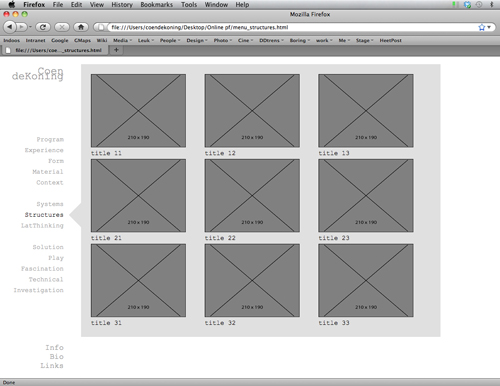 Firefox File Edit View History Bookmarks Tools Window Help
Mozilla Firefox
file:///Users/coendekoning/Desktop/Online pf/menu_structures.html
Indoos Intranet Google CMaps Wiki Media Leuk People Design Photo Cine DOtrens Boring work Me Stage HeetPost
file:///Users/coe..._structures.html
Coen
deKoning
Program
Experience
Form
Material
Context
Systems
Structures
LatThinking
Solution
Play
Fascination
Technical
Investigation
Info
Bio
Links
210 x 190 210 x 190 210 x 190
title 11 title 12 title 13
210 x 190 210 x 190 210 x 190
title 21 title 22 title 23
210 x 190 210 x 190 210 x 190
title 31 title 32 title 33
Done